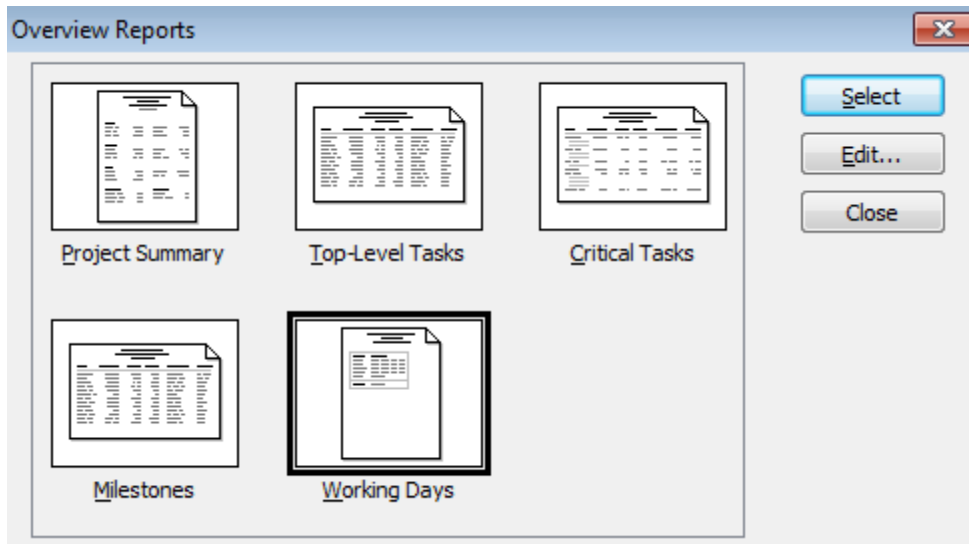 Overview Reports
Select
Edit...
Close
Project Summary
Top-Level Tasks
Critical Tasks
Milestones
Working Days